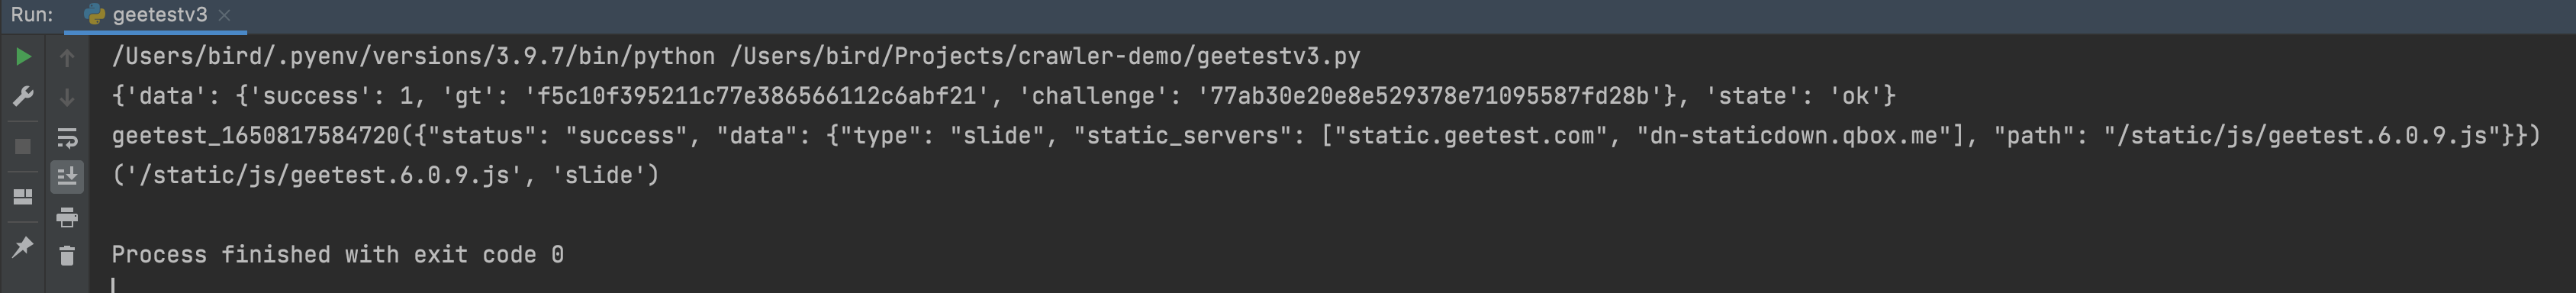 Run: geetestv3
/Users/bird/.pyenv/versions/3.9.7/bin/python /Users/bird/Projects/crawler-demo/geetestv3.py
{'data': {'success': 1, 'gt': 'f5c10f395211c77e386566112c6abf21', 'challenge': '77ab30e20e8e529378e71095587fd28b'}, 'state': 'ok'}
geetest_1650817584720({"status": "success", "data": {"type": "slide", "static_servers": ["static.geetest.com", "dn-staticdown.qbox.me"], "path": "/static/js/geetest.6.0.9.js"}})
('/static/js/geetest.6.0.9.js', 'slide')
Process finished with exit code 0